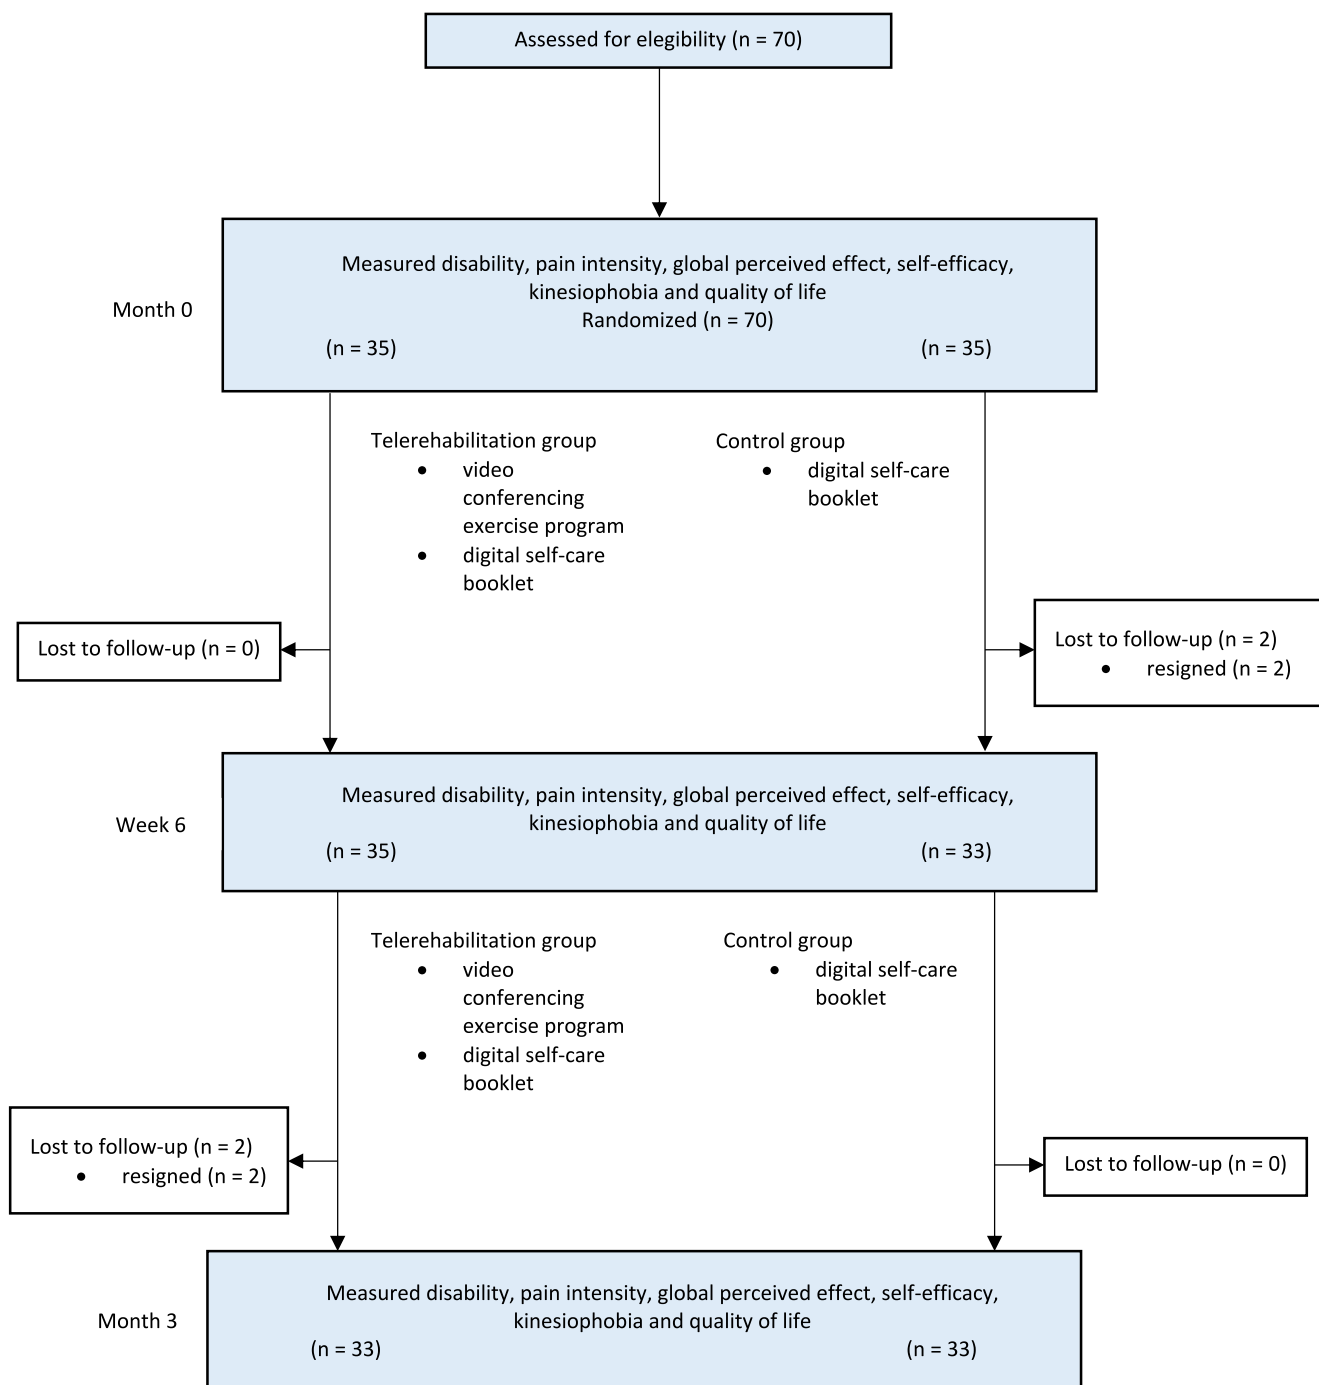 Assessed for elegibility (n = 70)
Measured disability, pain intensity, global perceived effect, self-efficacy,
kinesiophobia and quality of life
Month 0
Randomized (n = 70)
(n = 35) (n = 35)
Telerehabilitation group
• video
conferencing
exercise program
• digital self-care
booklet
Control group
• digital self-care
booklet
Lost to follow-up (n = 0)
Lost to follow-up (n = 2)
• resigned (n = 2)
Measured disability, pain intensity, global perceived effect, self-efficacy,
kinesiophobia and quality of life
Week 6
(n = 35) (n = 33)
Telerehabilitation group
• video
conferencing
exercise program
• digital self-care
booklet
Control group
• digital self-care
booklet
Lost to follow-up (n = 2)
• resigned (n = 2)
Lost to follow-up (n = 0)
Measured disability, pain intensity, global perceived effect, self-efficacy,
kinesiophobia and quality of life
Month 3
(n = 33) (n = 33)